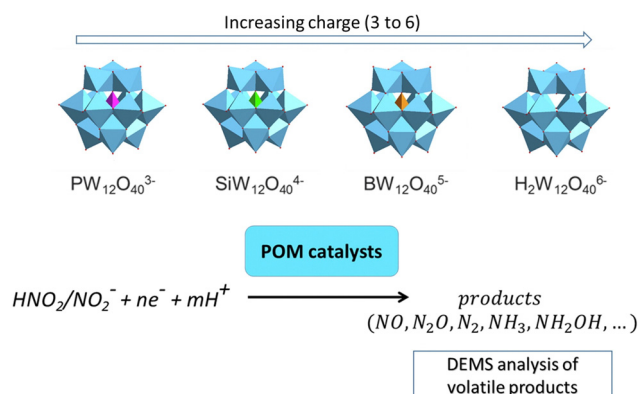 Increasing charge (3 to 6)
PW₁₂O₄₀³⁻ SiW₁₂O₄₀⁴⁻ BW₁₂O₄₀⁵⁻ H₂W₁₂O₄₀⁶⁻
POM catalysts
HNO₂/NO₂⁻ + ne⁻ + mH⁺
products
(NO, N₂O, N₂, NH₃, NH₂OH, ...)
DEMS analysis of
volatile products